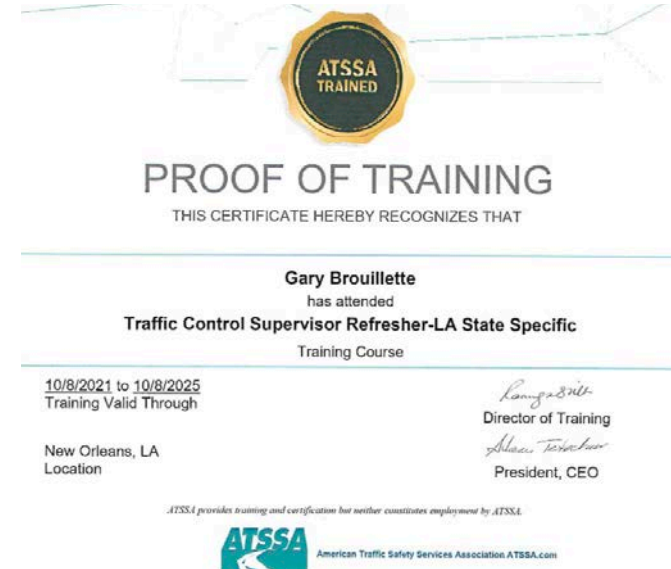 ATSSA
TRAINED
PROOF OF TRAINING
THIS CERTIFICATE HEREBY RECOGNIZES THAT
Gary Brouillette
has attended
Traffic Control Supervisor Refresher-LA State Specific
Training Course
10/8/2021 to 10/8/2025
Training Valid Through
Director of Training
New Orleans, LA
Location
President, CEO
ATSSA provides training and certification but neither constitutes employment by ATSSA.
ATSSA
American Traffic Safety Services Association ATSSA.com